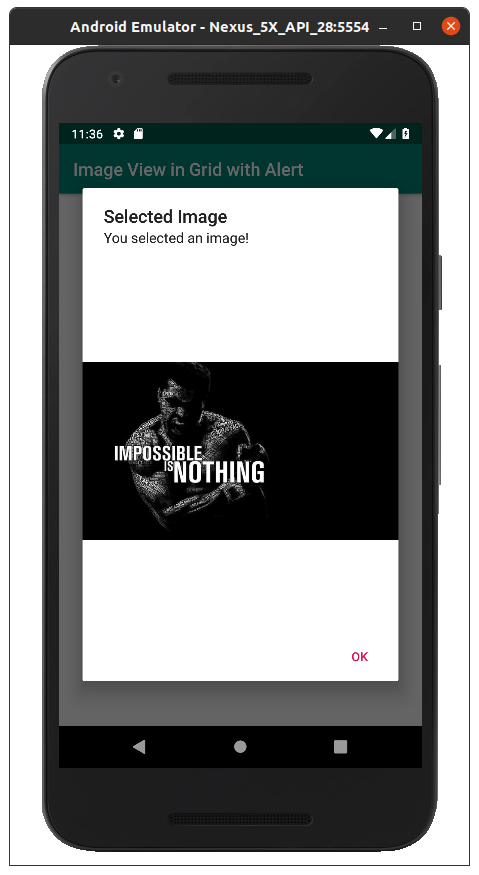 Android Emulator - Nexus_5X_API_28:5554
11:36
Image View in Grid with Alert
Selected Image
You selected an image!
IMPOSSIBLE
IS NOTHING
OK